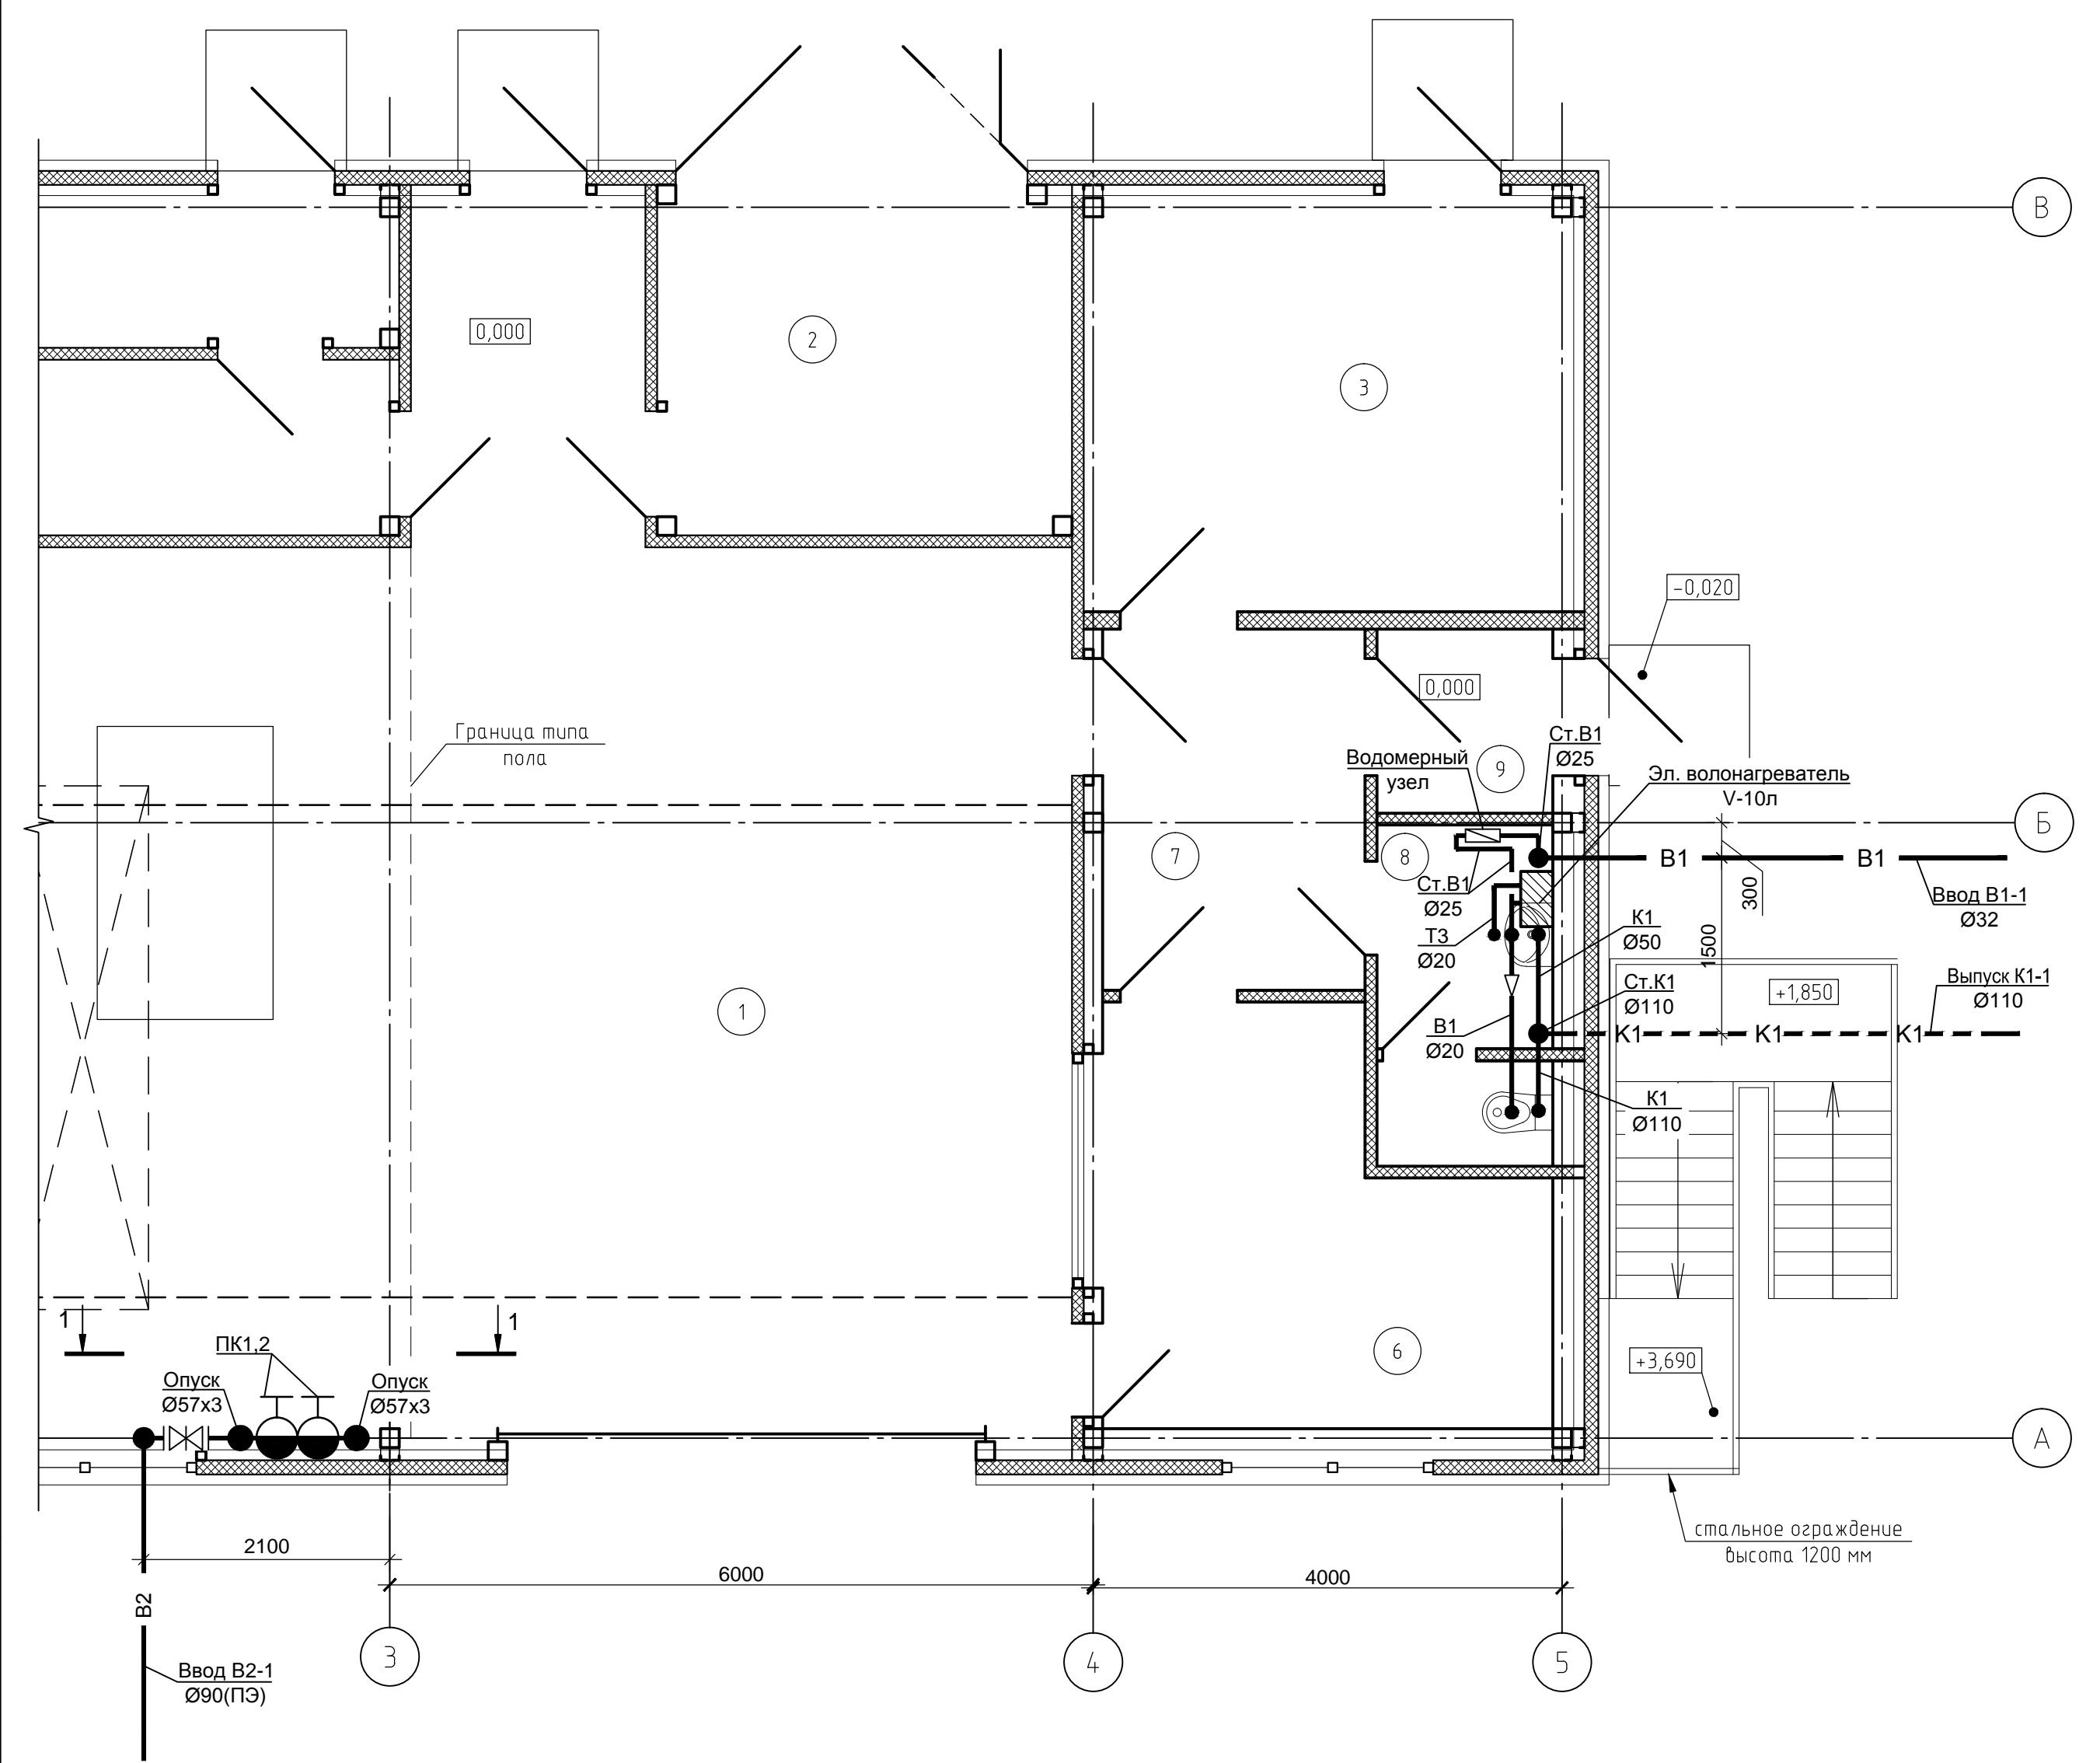 В
0,000
2
3
-0,020
0,000
Граница типа
пола
Ст.В1
Ø25
Водомерный
узел
9
Эл. волонагреватель
V-10л
Б
7
8
В1
В1
300
Ввод В1-1
Ø32
Ст.В1
Ø25
К1
Ø50
Т3
Ø20
1500
Выпуск К1-1
Ø110
+1,850
Ст.К1
Ø110
1
В1
Ø20
К1
К1
К1
К1
Ø110
1
1
ПК1,2
6
+3,690
Опуск
Ø57х3
Опуск
Ø57х3
А
стальное ограждение
высота 1200 мм
2100
6000
4000
В2
3
4
5
Ввод В2-1
Ø90(ПЭ)